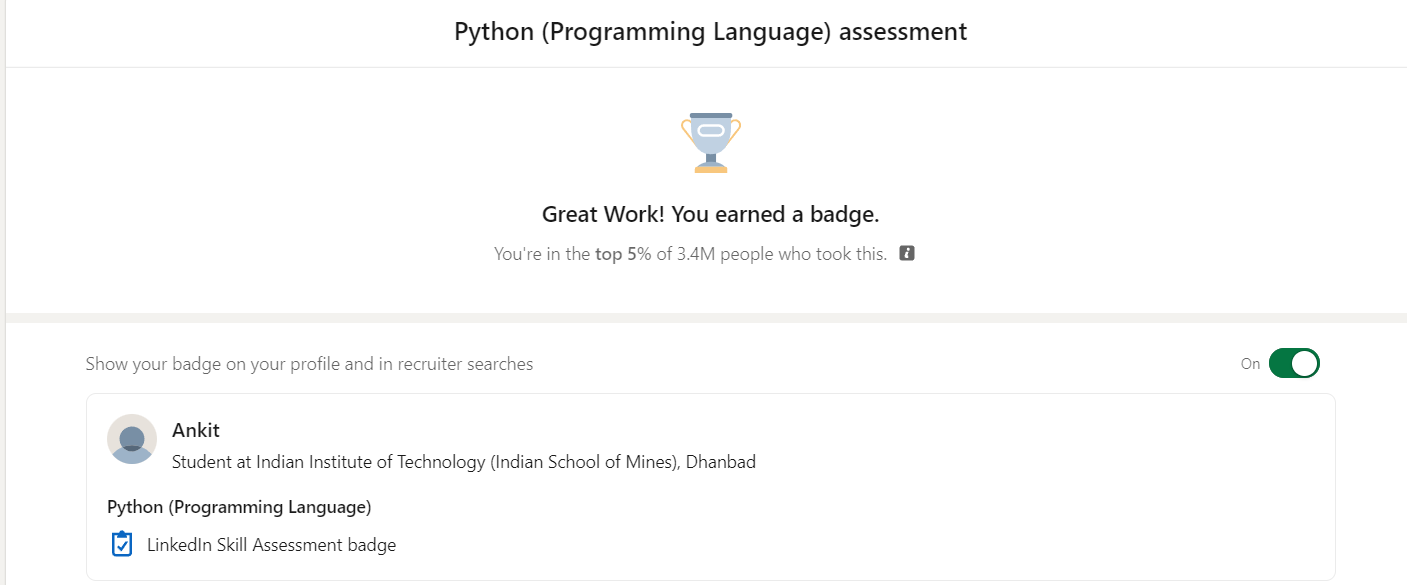 Python (Programming Language) assessment
Great Work! You earned a badge.
You're in the top 5% of 3.4M people who took this. i
Show your badge on your profile and in recruiter searches
On
Ankit
Student at Indian Institute of Technology (Indian School of Mines), Dhanbad
Python (Programming Language)
LinkedIn Skill Assessment badge